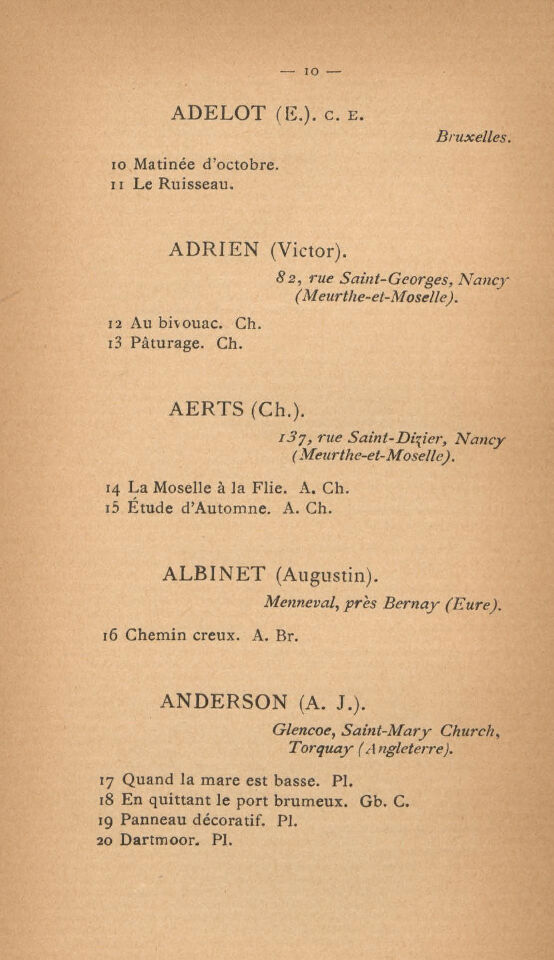 — 10 —
ADELOT (E.). C. E.
Bruxelles.
10 Matinée d'octobre.
11 Le Ruisseau.
ADRIEN (Victor).
82, rue Saint-Georges, Nancy
(Meurthe-et-Moselle).
12 Au bivouac. Ch.
13 Pâturage. Ch.
AERTS (Ch.).
137, rue Saint-Dizier, Nancy
(Meurthe-et-Moselle).
14 La Moselle à la Flie. A. Ch.
15 Étude d'Automne. A. Ch.
ALBINET (Augustin).
Menneval, près Bernay (Eure).
16 Chemin creux. A. Br.
ANDERSON (A. J.).
Glencoe, Saint-Mary Church,
Torquay (Angleterre).
17 Quand la mare est basse. Pl.
18 En quittant le port brumeux. Gb. C.
19 Panneau décoratif. Pl.
20 Dartmoor. Pl.